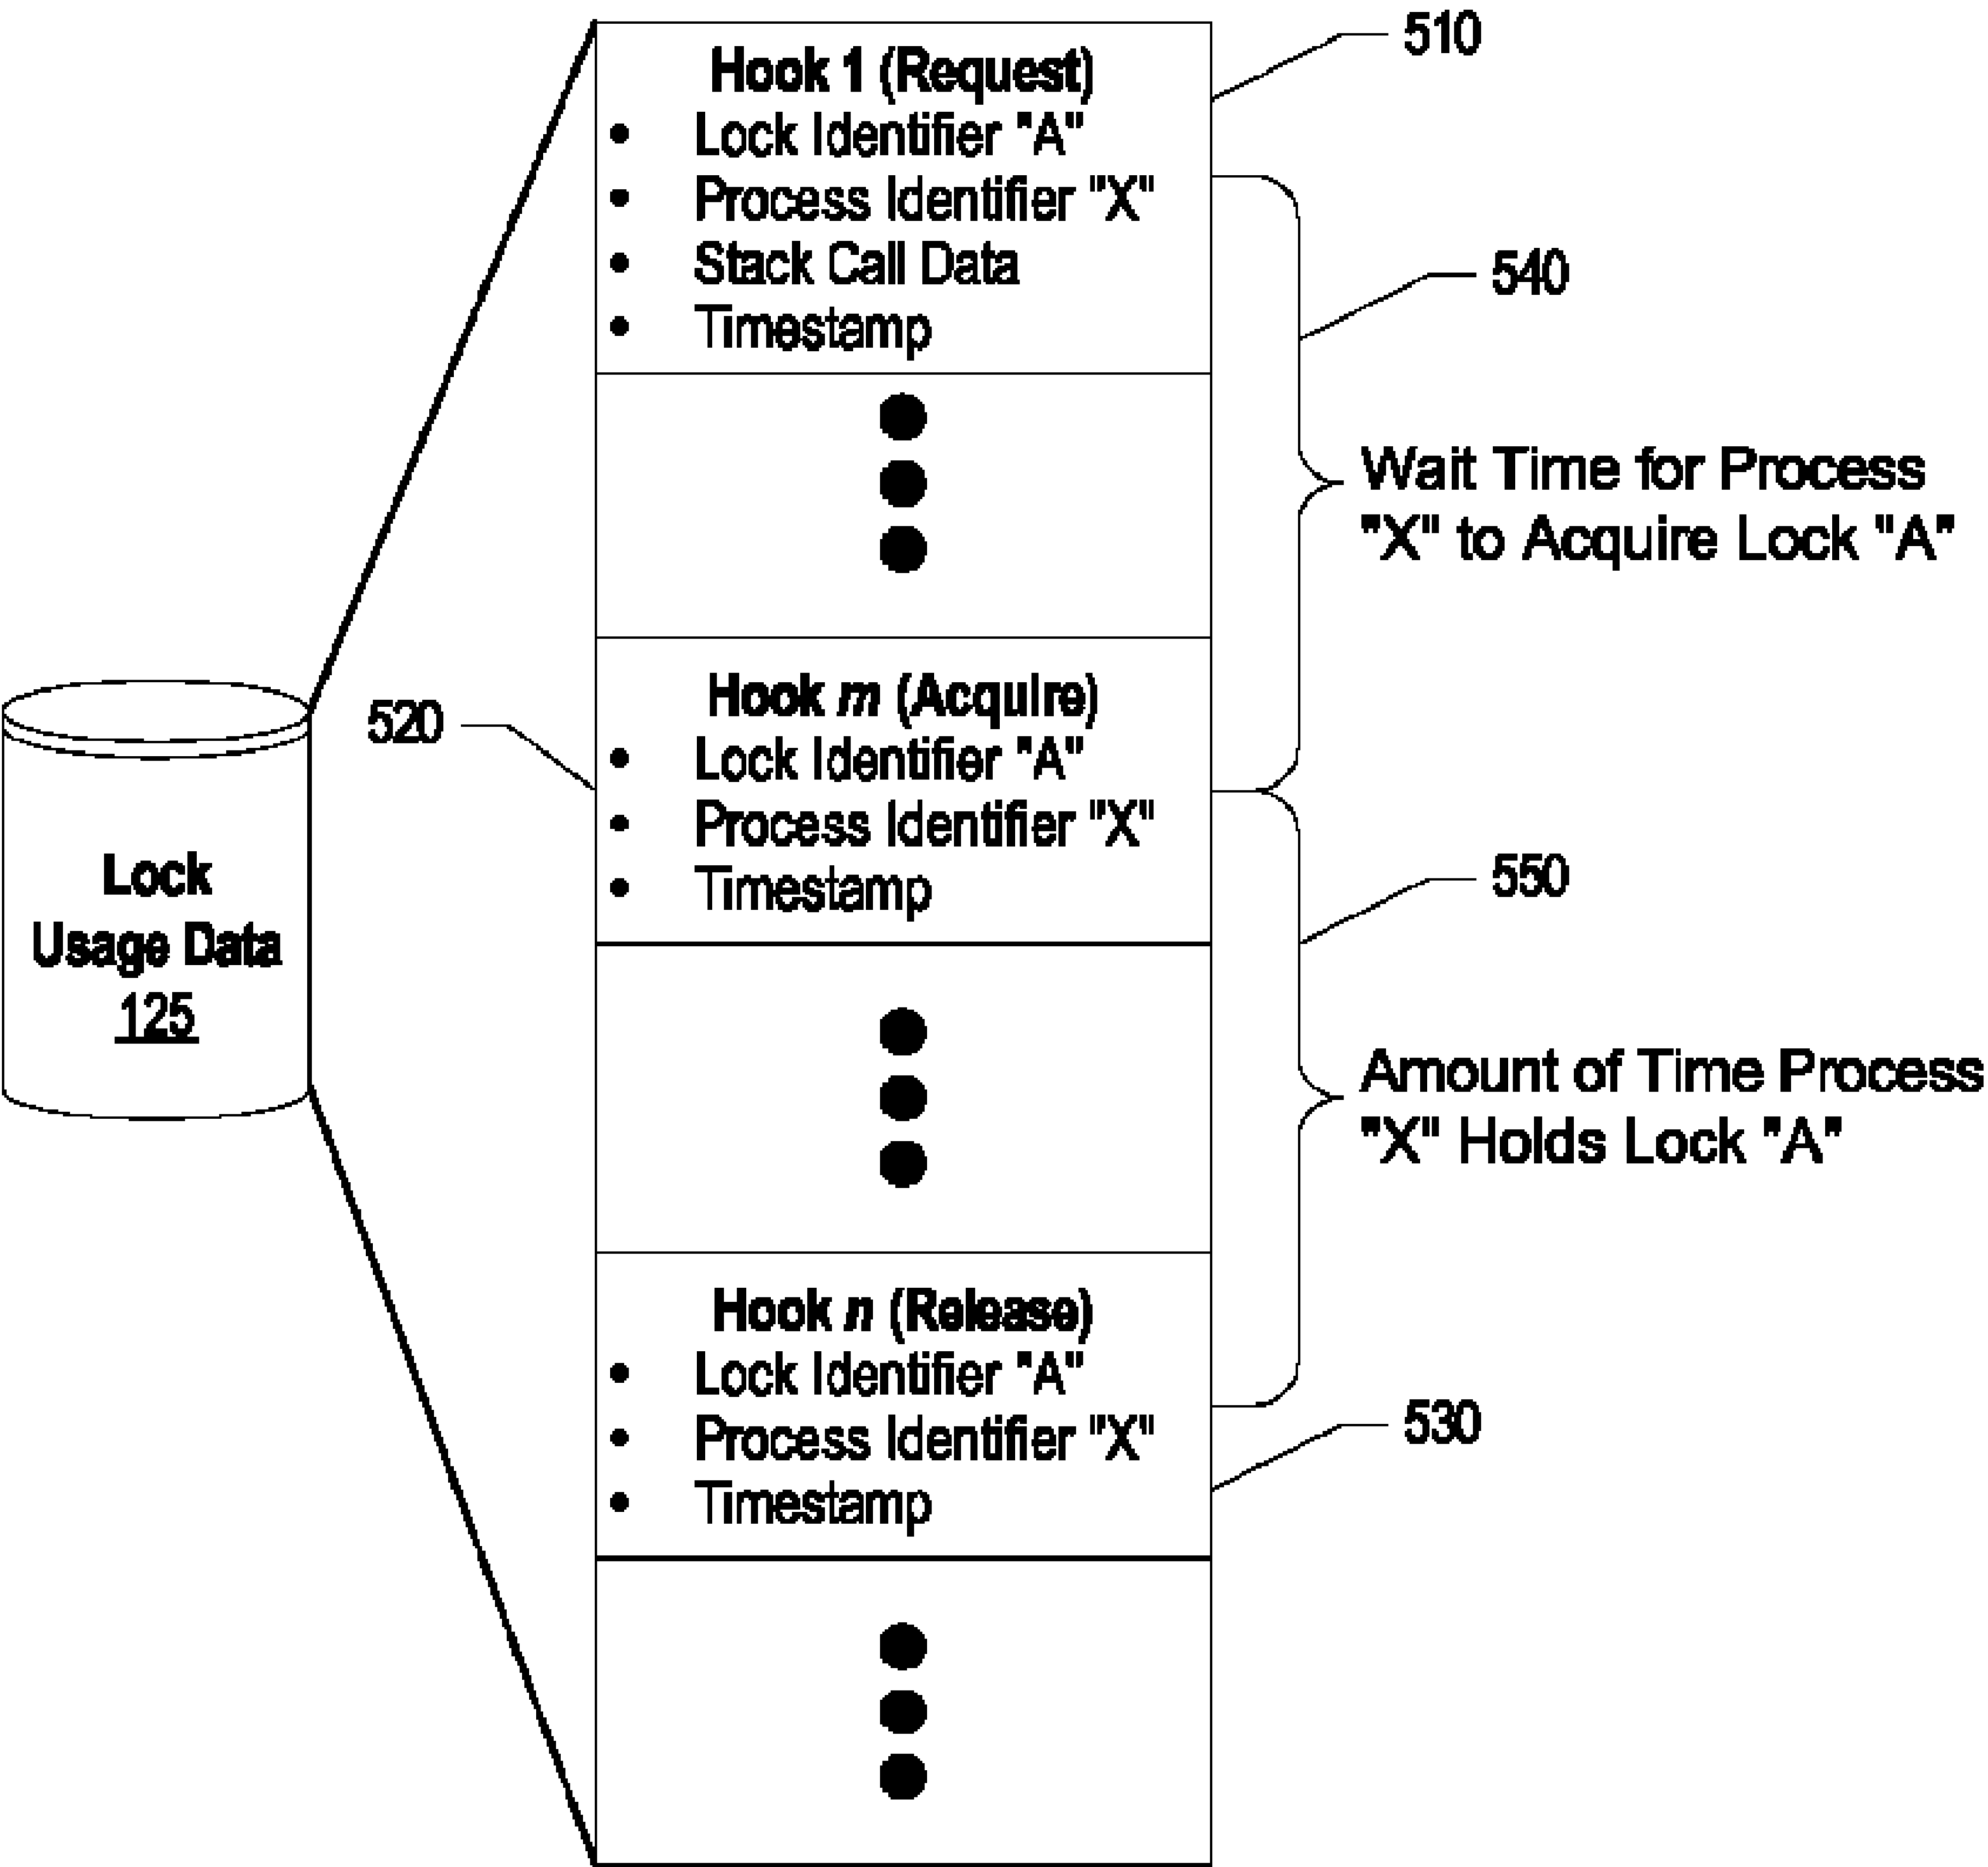 510
Hook 1 (Request)
• Lock Identifier "A"
• Process Identifier "X"
• Stack Call Data
• Timestamp
540
Wait Time for Process
"X" to Acquire Lock "A"
520
Hook m (Acquire)
• Lock Identifier "A"
• Process Identifier "X"
• Timestamp
Lock
Usage Data
125
550
Amount of Time Process
"X" Holds Lock "A"
Hook n (Release)
• Lock Identifier "A"
• Process Identifier "X"
• Timestamp
530